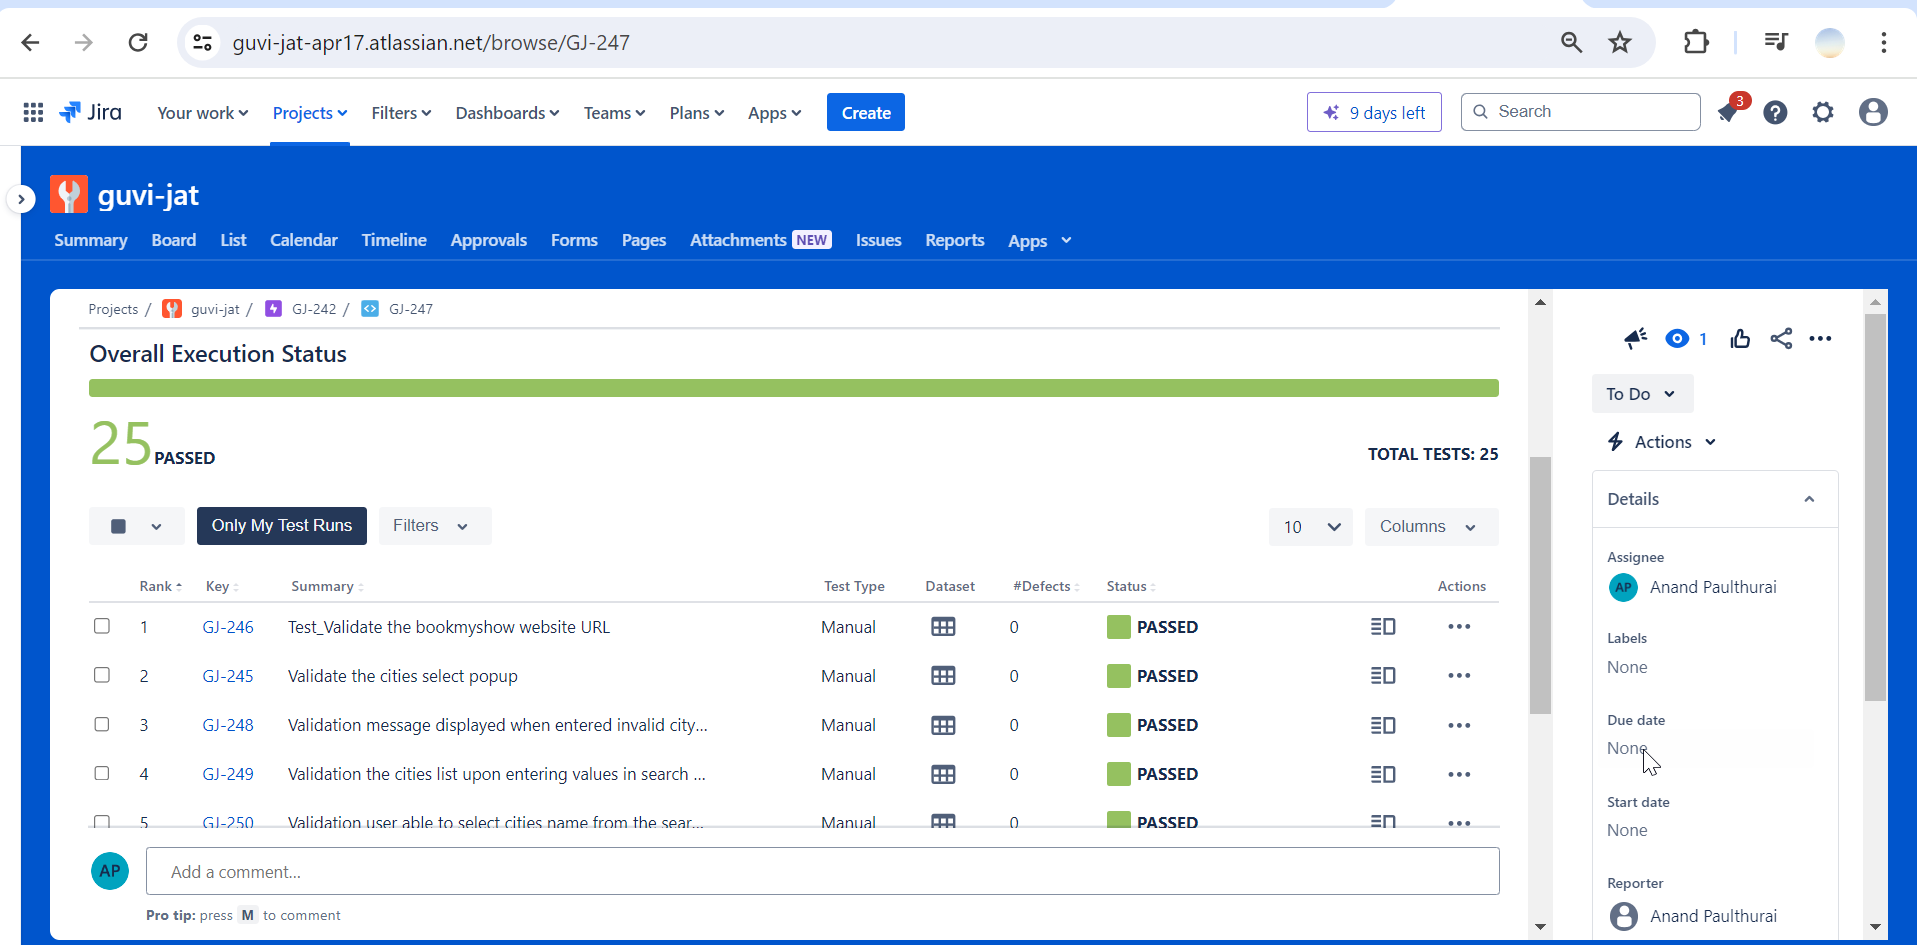 guvi-jat-apr17.atlassian.net/browse/GJ-247
Jira Your work Projects Filters Dashboards Teams Plans Apps Create 9 days left Search 3
guvi-jat
Summary Board List Calendar Timeline Approvals Forms Pages Attachments NEW Issues Reports Apps
Projects / guvi-jat / GJ-242 / GJ-247
Overall Execution Status
25 PASSED
TOTAL TESTS: 25
Only My Test Runs Filters 10 Columns
Rank Key Summary Test Type Dataset #Defects Status Actions
1 GJ-246 Test_Validate the bookmyshow website URL Manual 0 PASSED
2 GJ-245 Validate the cities select popup Manual 0 PASSED
3 GJ-248 Validation message displayed when entered invalid city... Manual 0 PASSED
4 GJ-249 Validation the cities list upon entering values in search ... Manual 0 PASSED
5 GJ-250 Validation user able to select cities name from the sear... Manual 0 PASSED
AP Add a comment...
Pro tip: press M to comment
1
To Do
Actions
Details
Assignee
AP Anand Paulthurai
Labels
None
Due date
None
Start date
None
Reporter
Anand Paulthurai